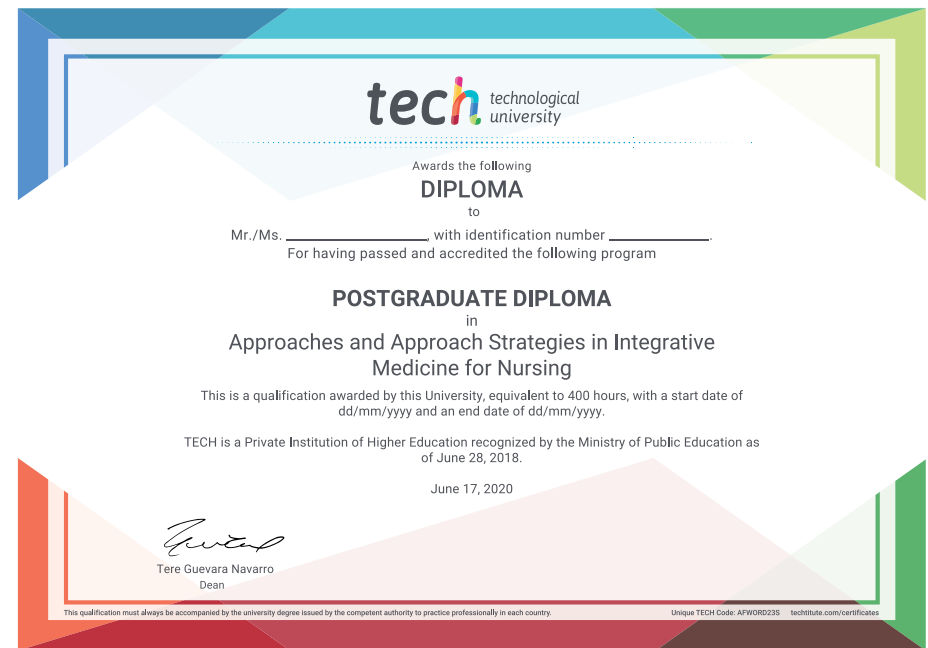 tech technological
university
Awards the following
DIPLOMA
to
Mr./Ms. ____________, with identification number ____________.
For having passed and accredited the following program
POSTGRADUATE DIPLOMA
in
Approaches and Approach Strategies in Integrative
Medicine for Nursing
This is a qualification awarded by this University, equivalent to 400 hours, with a start date of
dd/mm/yyyy and an end date of dd/mm/yyyy.
TECH is a Private Institution of Higher Education recognized by the Ministry of Public Education as
of June 28, 2018.
June 17, 2020
Tere Guevara Navarro
Dean
This qualification must always be accompanied by the university degree issued by the competent authority to practice professionally in each country.
Unique TECH Code: AFWORD23S techtitute.com/certificates